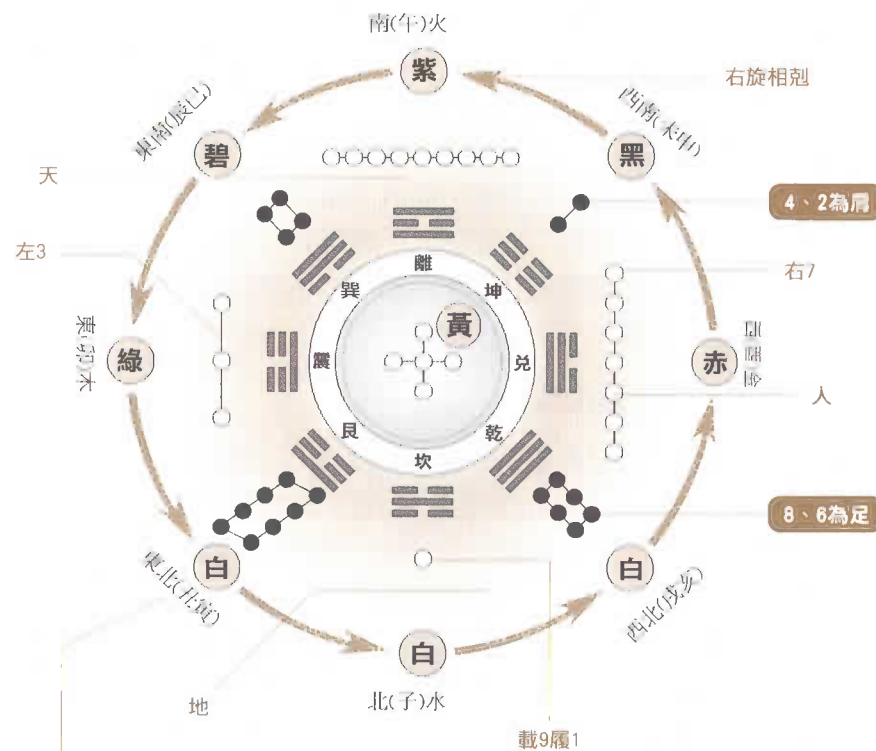 南(午)火
紫
右旋相剋
西南(未申)
黑
東南(辰巳)
碧
天
4、2為肩
左3
離
坤
巽
右7
黃
東(卯)木
綠
震
兌
赤
西(酉)金
人
艮
乾
坎
8、6為足
白
東北(丑寅)
白
西北(戌亥)
白
地
北(子)水
載9履1